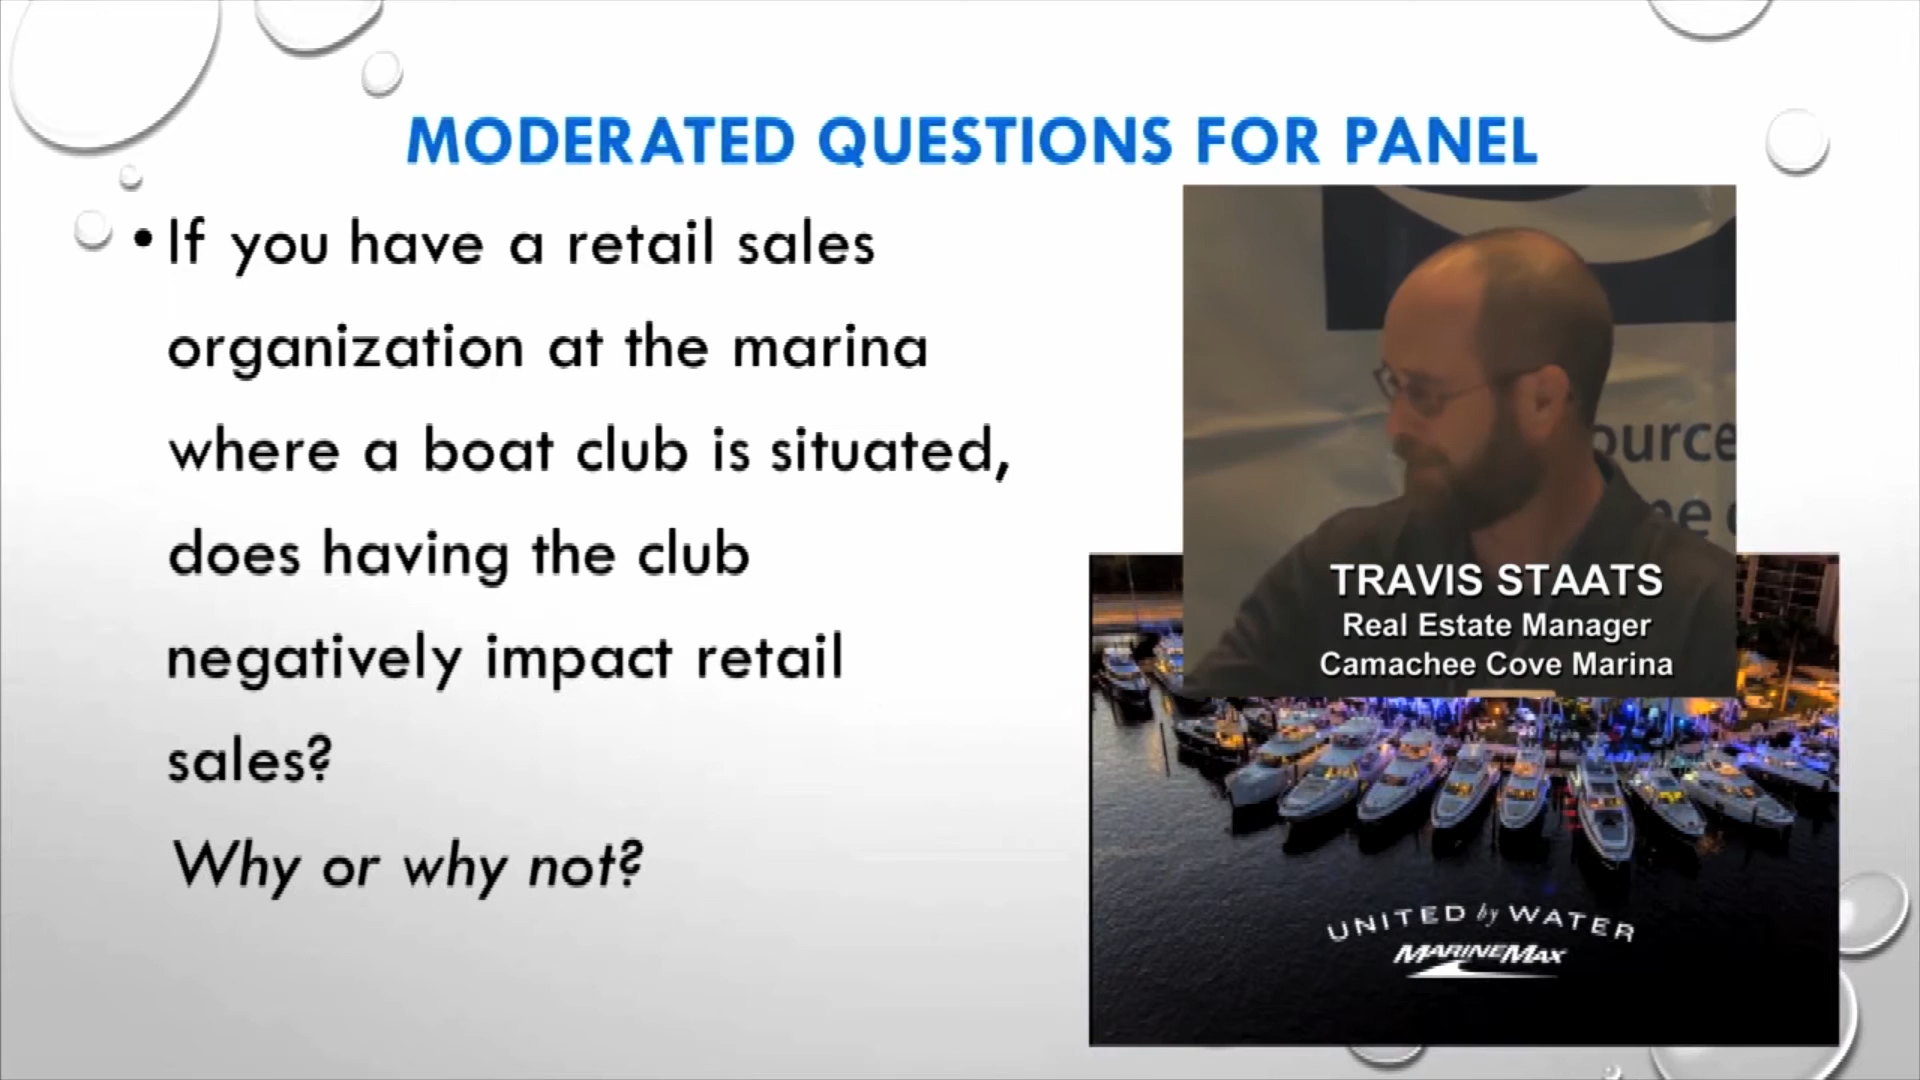 MODERATED QUESTIONS FOR PANEL
• If you have a retail sales
organization at the marina
where a boat club is situated,
does having the club
negatively impact retail
sales?
Why or why not?
TRAVIS STAATS
Real Estate Manager
Camachee Cove Marina
UNITED by WATER
MARINEMAX